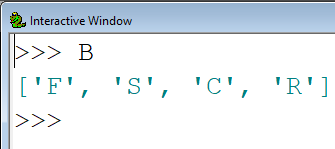 Interactive Window
>>> B
['F', 'S', 'C', 'R']
>>>